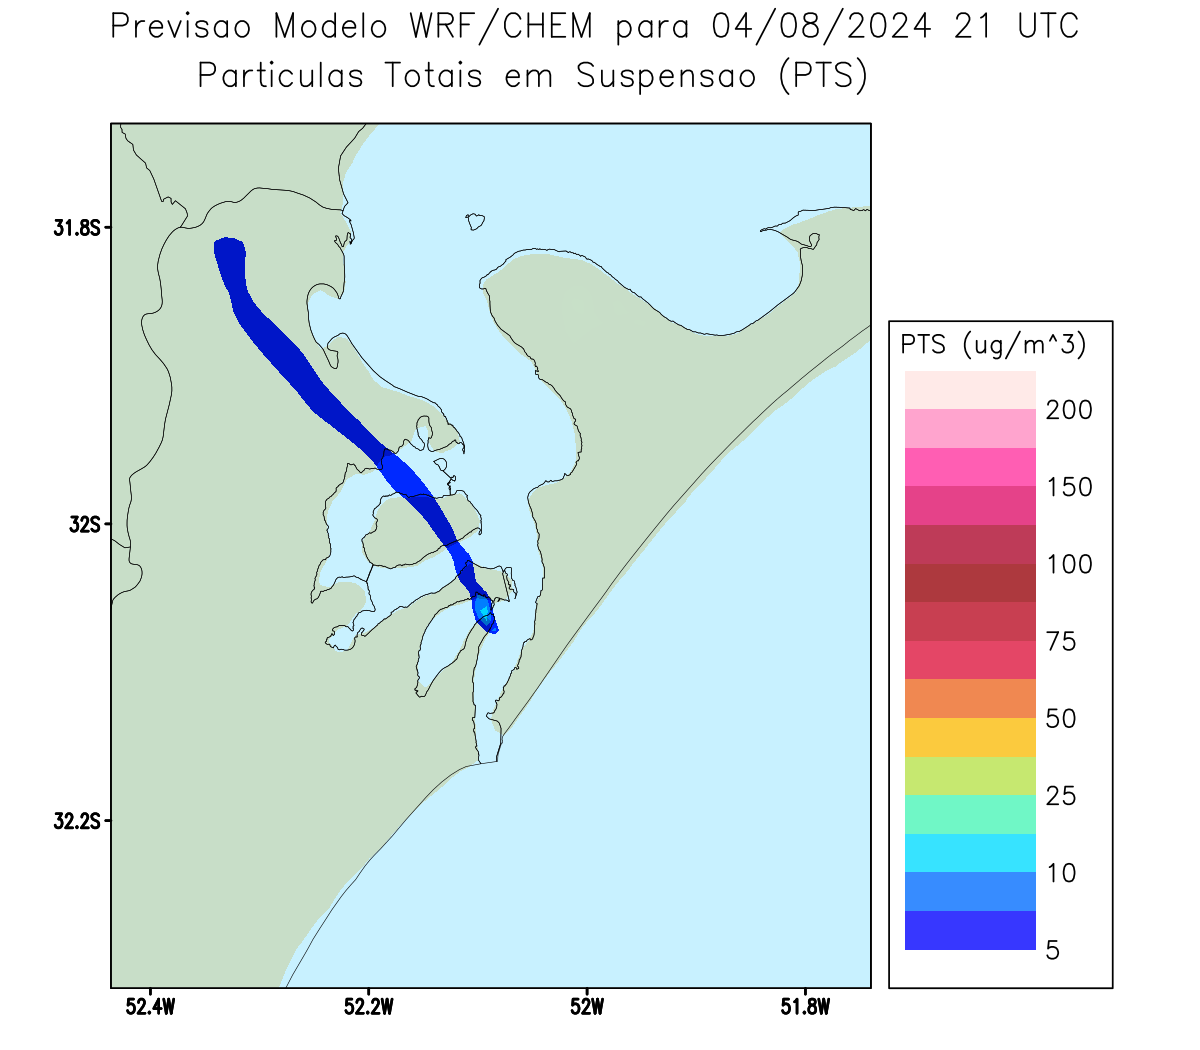 Previsao Modelo WRF/CHEM para 04/08/2024 21 UTC
Particulas Totais em Suspensao (PTS)
31.8S
32S
32.2S
52.4W
52.2W
52W
51.8W
PTS (ug/m^3)
200
150
100
75
50
25
10
5